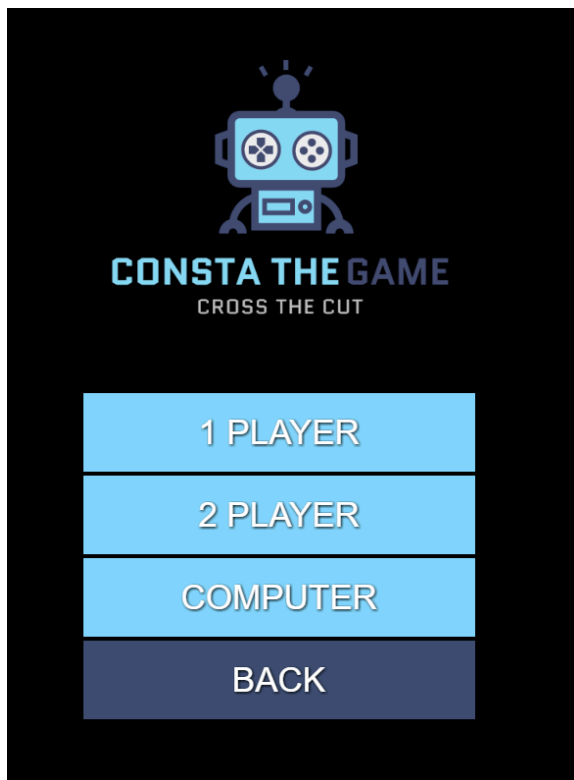 CONSTA THE GAME
CROSS THE CUT
1 PLAYER
2 PLAYER
COMPUTER
BACK